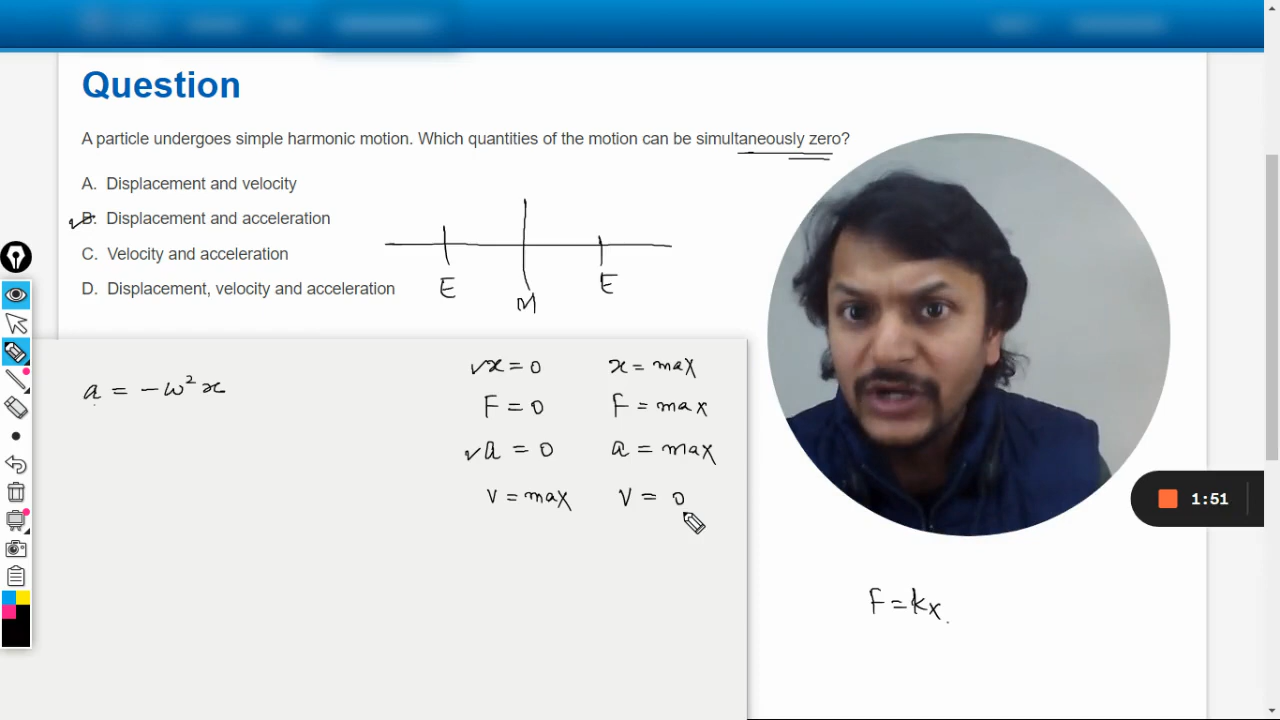 Question
A particle undergoes simple harmonic motion. Which quantities of the motion can be simultaneously zero?
A. Displacement and velocity
B. Displacement and acceleration
C. Velocity and acceleration
D. Displacement, velocity and acceleration
E M E
a = -ω²x
✓x = 0 x = max
F = 0 F = max
✓a = 0 a = max
V = max V = 0
1:51
F = kx